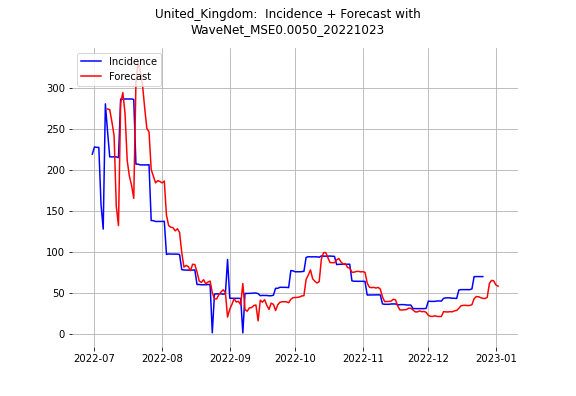 United_Kingdom:  Incidence + Forecast with
WaveNet_MSE0.0050_20221023
Incidence
Forecast
300
250
200
150
100
50
0
2022-07 2022-08 2022-09 2022-10 2022-11 2022-12 2023-01